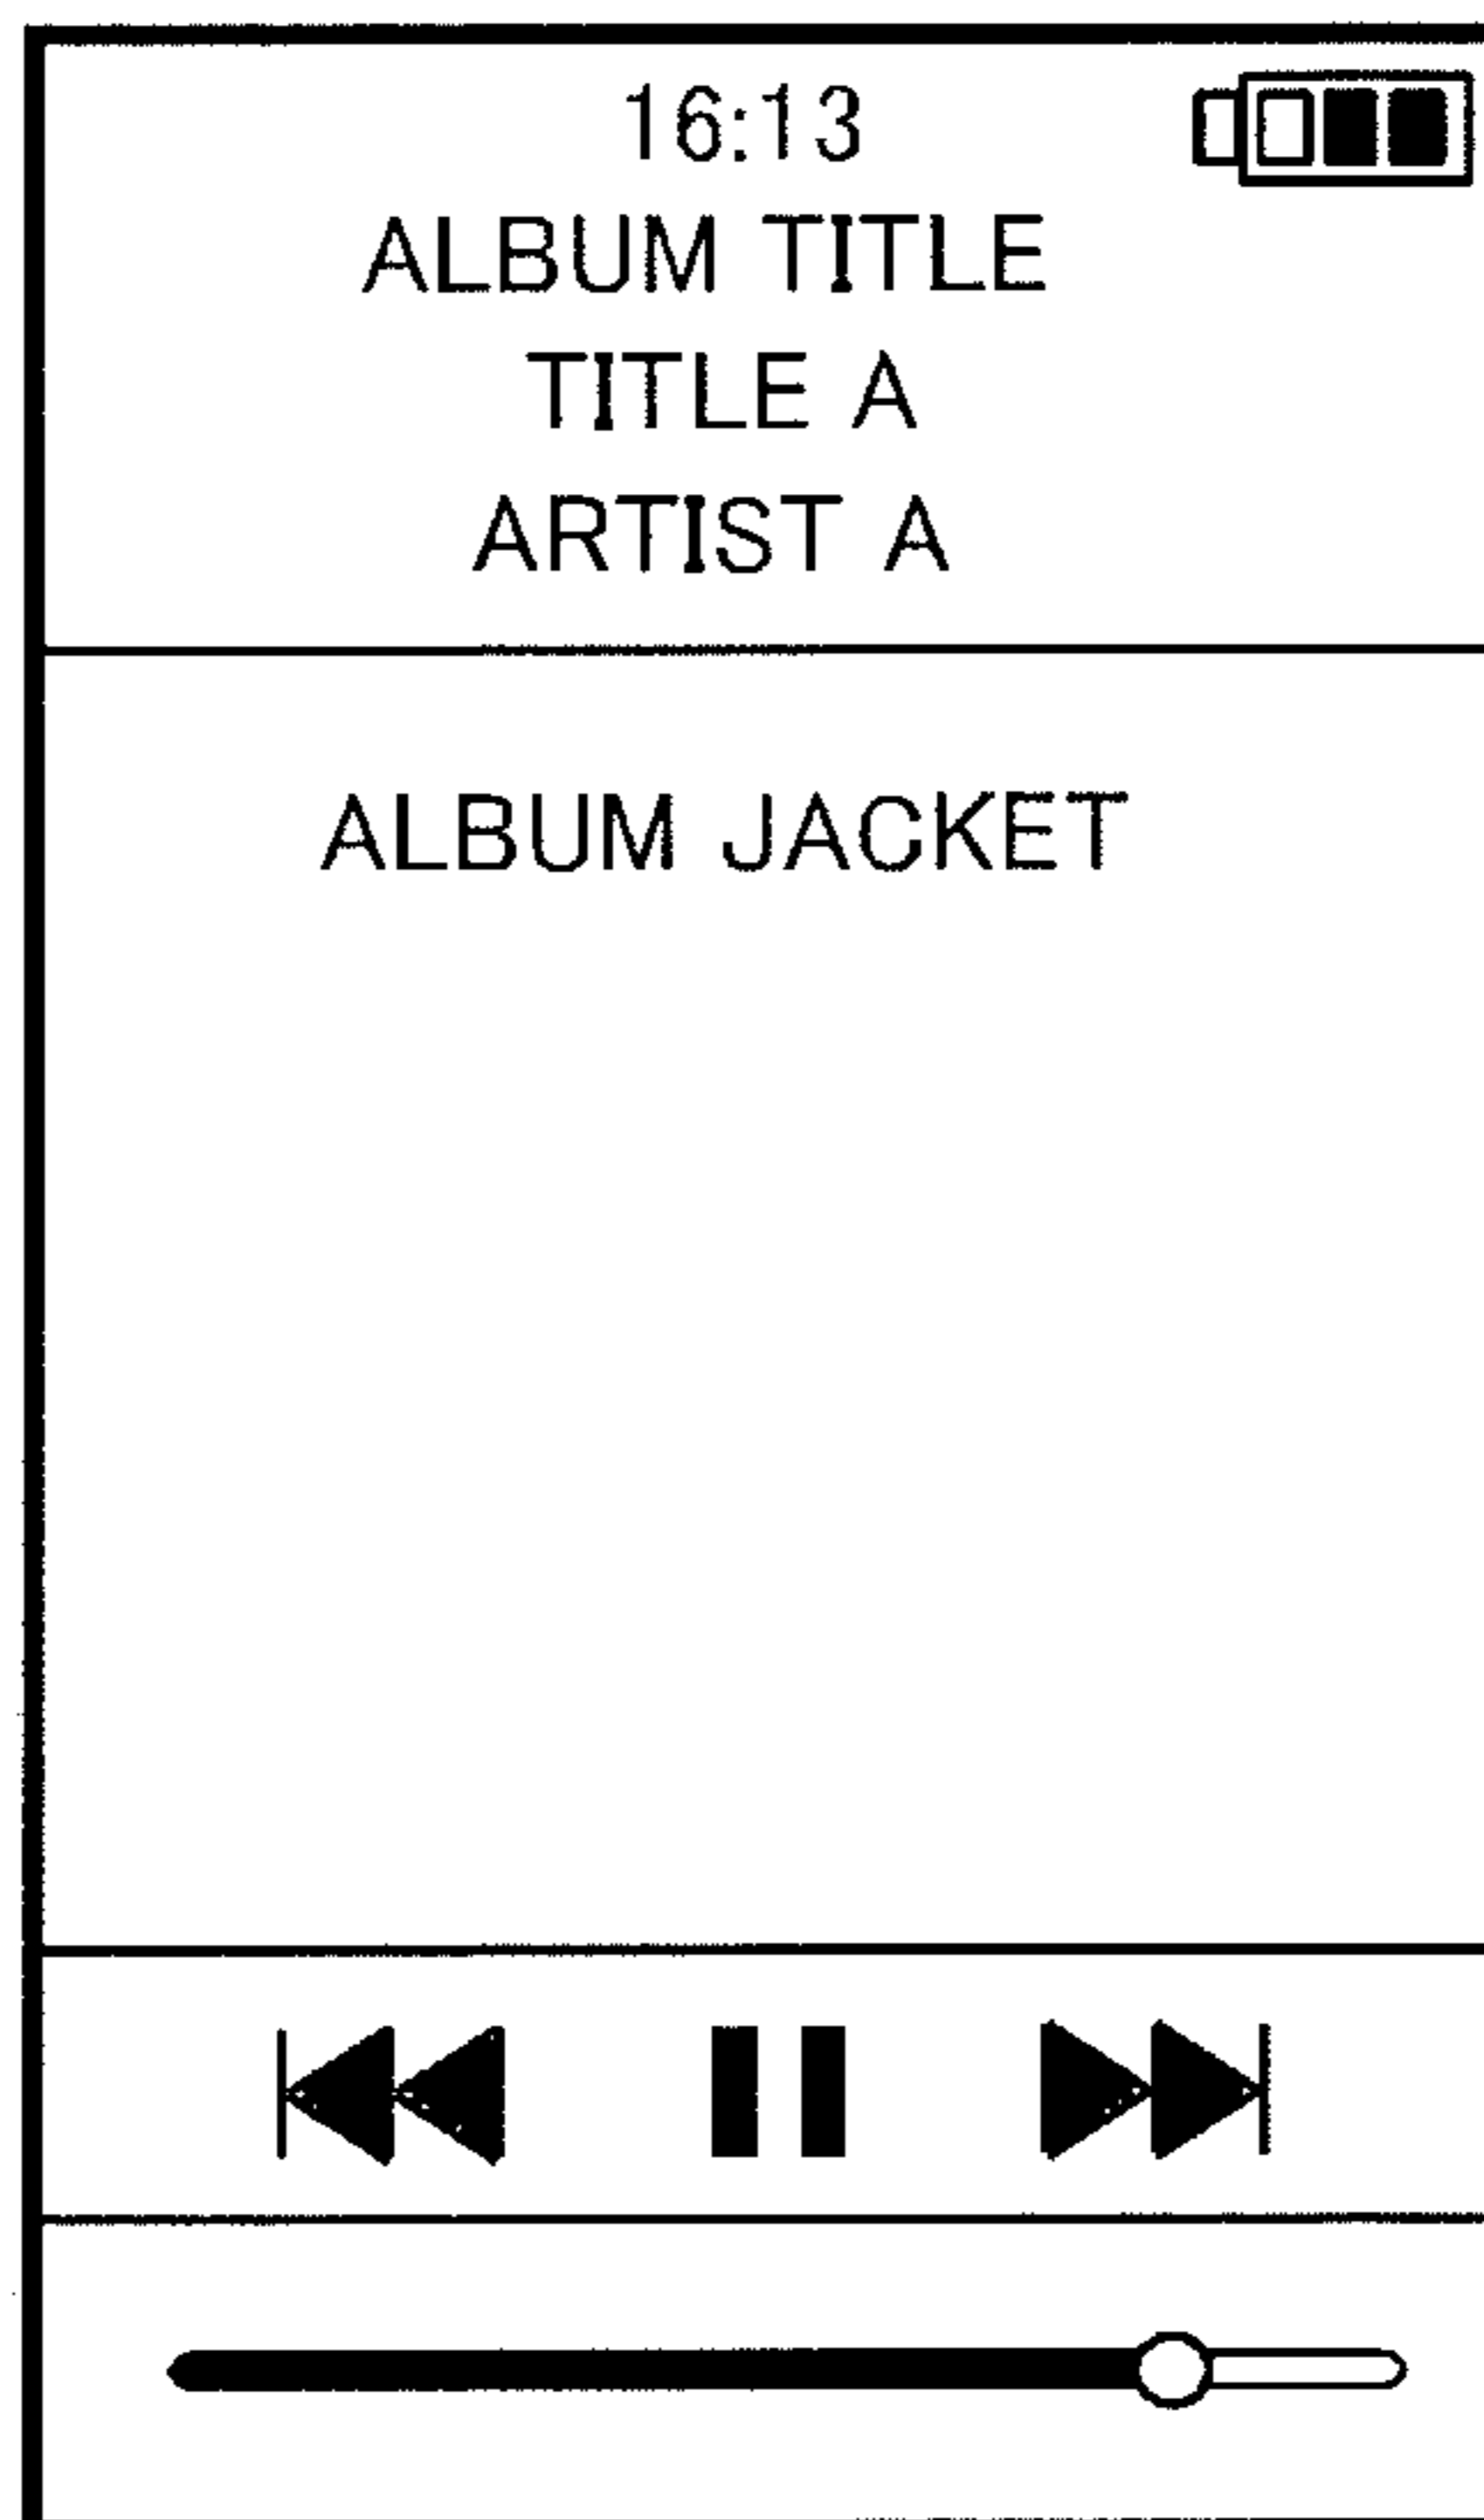 16:13
ALBUM TITLE
TITLE A
ARTIST A
ALBUM JACKET